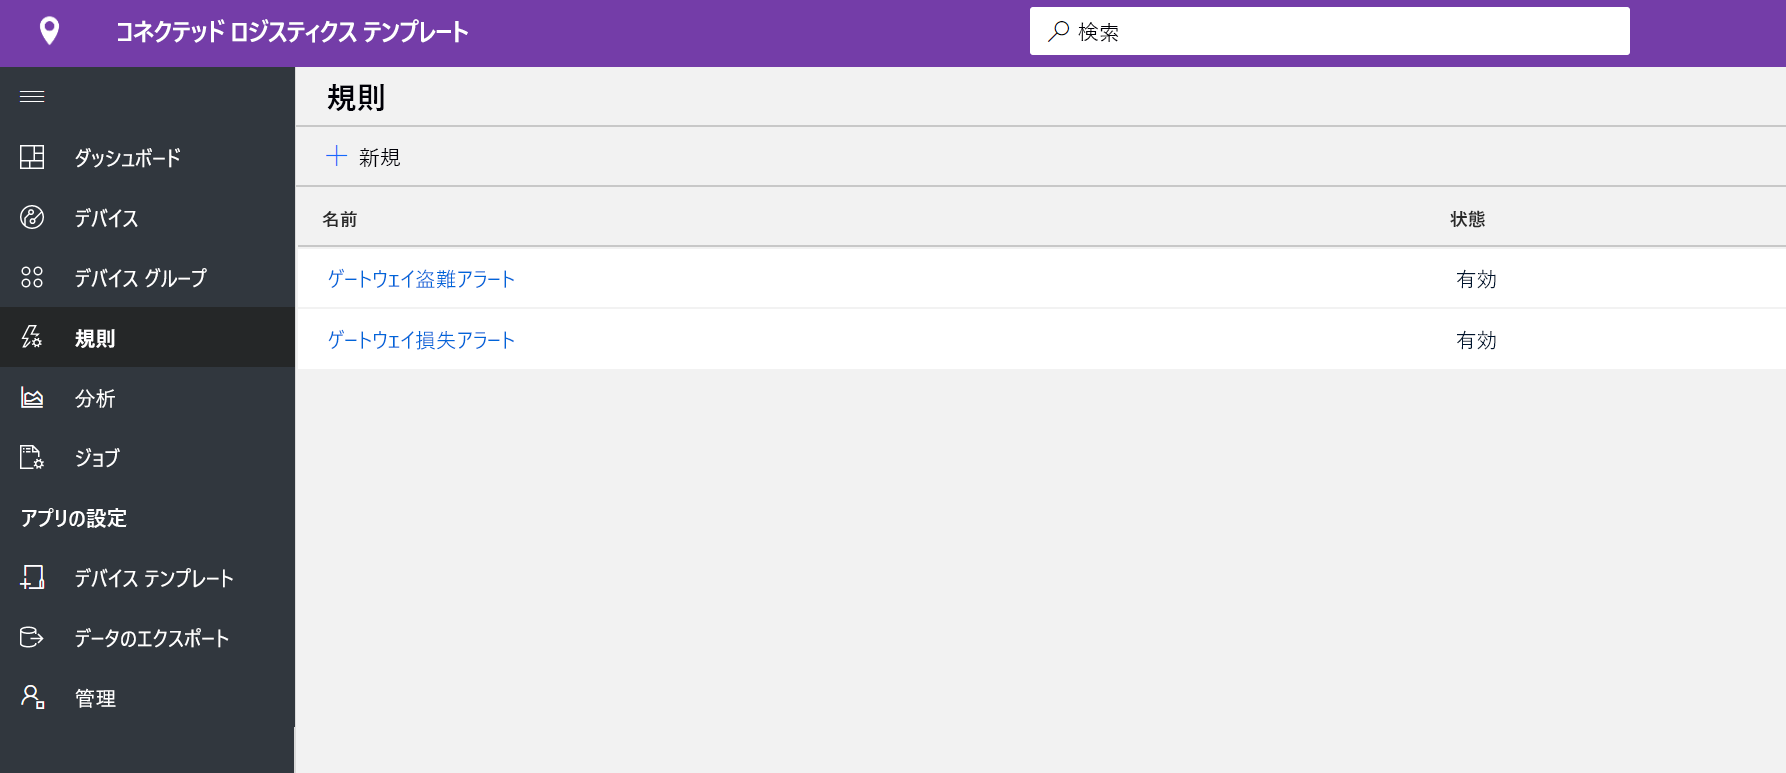 コネクテッド ロジスティクス テンプレート
検索
ダッシュボード
デバイス
デバイス グループ
規則
分析
ジョブ
アプリの設定
デバイス テンプレート
データのエクスポート
管理
規則
新規
名前 状態
ゲートウェイ盗難アラート 有効
ゲートウェイ損失アラート 有効